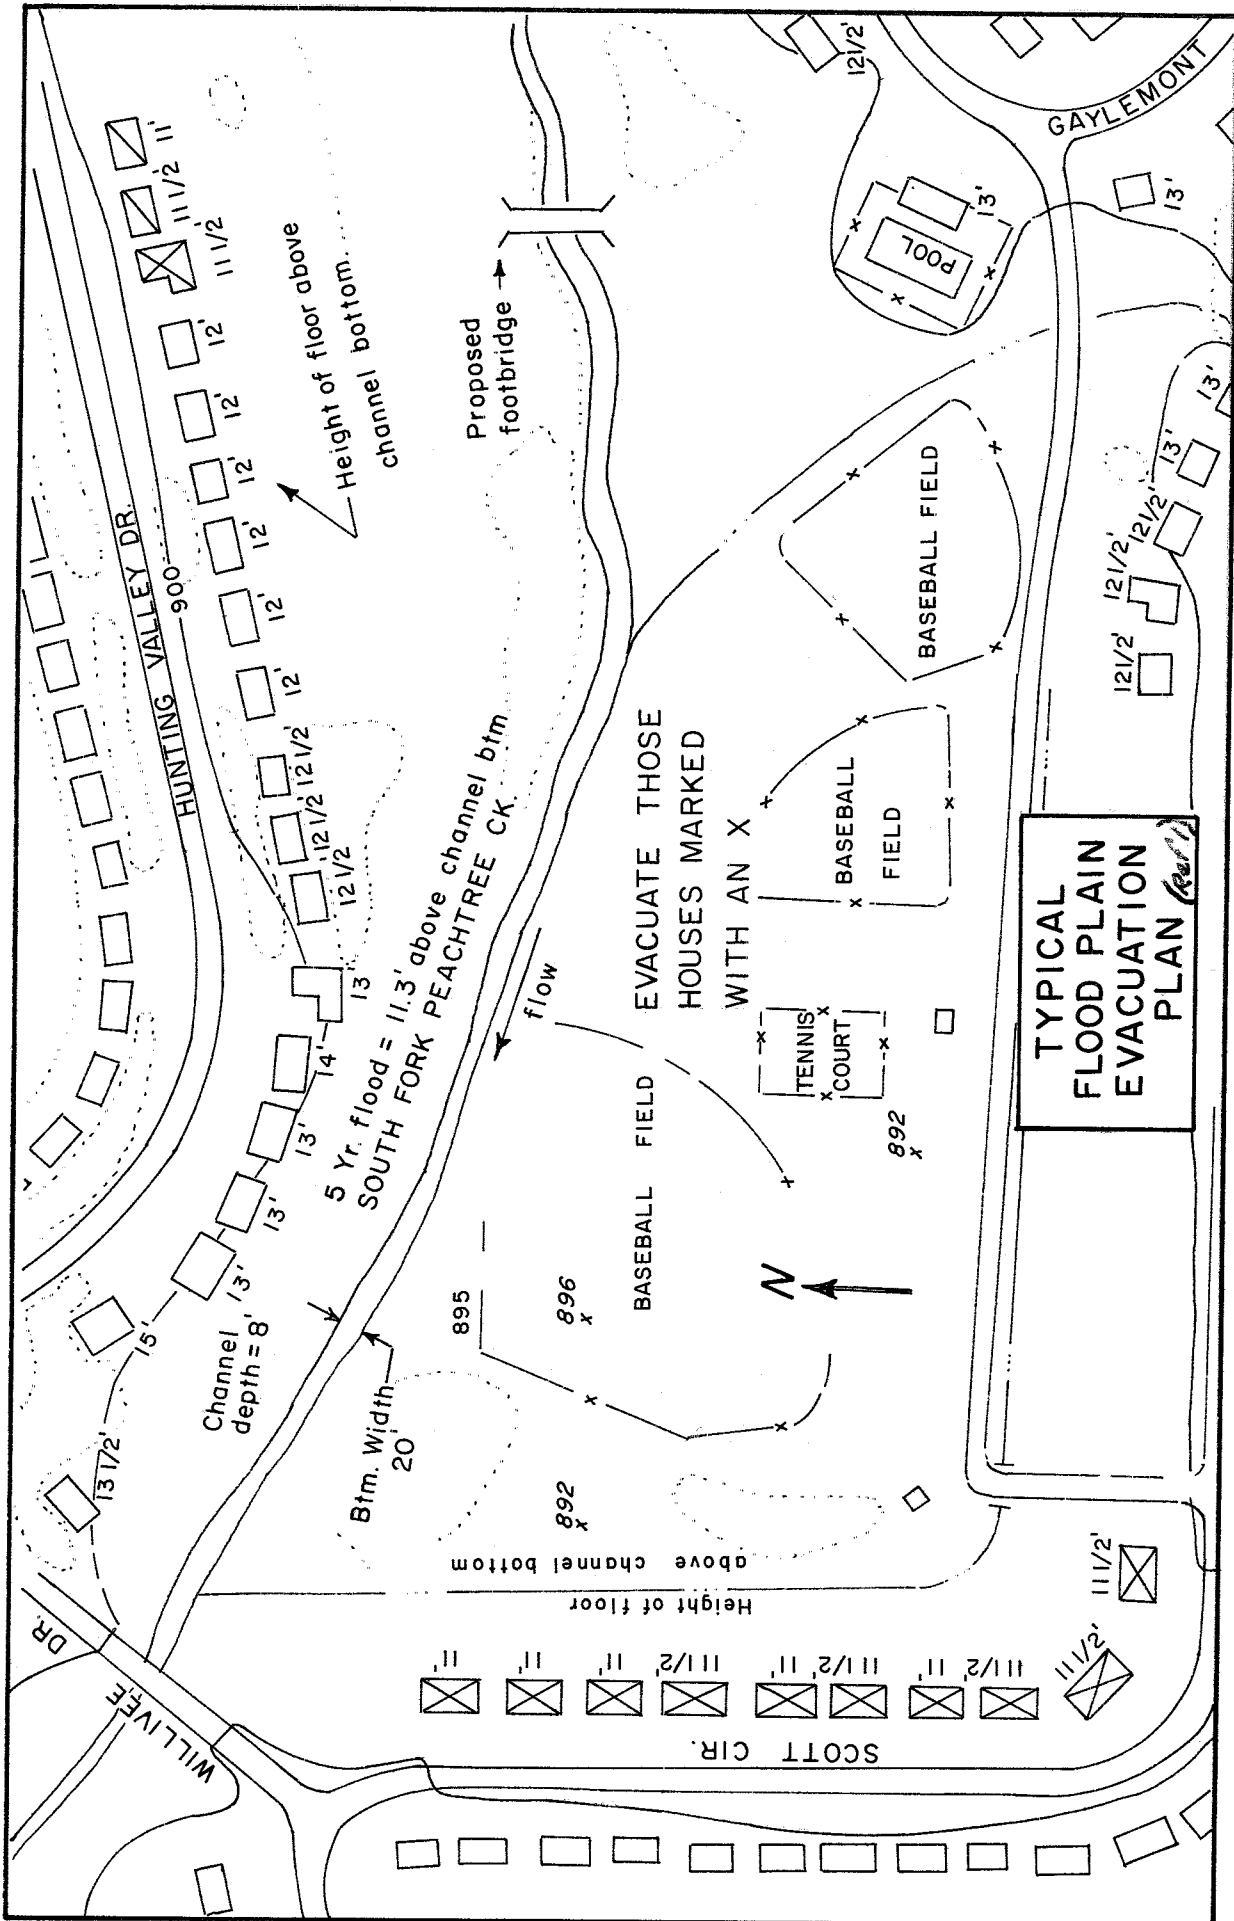 TYPICAL
FLOOD PLAIN
EVACUATION
PLAN
EVACUATE THOSE
HOUSES MARKED
WITH AN X
5 Yr. flood = 11.3' above channel btm
SOUTH FORK PEACHTREE CK.
flow
Height of floor above
channel bottom.
Proposed
footbridge
HUNTING VALLEY DR.
900
WILLIVEE
DR.
SCOTT CIR.
GAYLEMONT
POOL
BASEBALL FIELD
BASEBALL
FIELD
BASEBALL FIELD
TENNIS
COURT
Channel
depth = 8'
Btm. Width
20'
Height of floor
above channel bottom
N
895
896
x
892
x
892
x
13 1/2'
15'
13'
13'
13'
14'
13'
12 1/2
12 1/2'
12 1/2'
12'
12'
12'
12'
12'
12'
11 1/2
11 1/2'
11'
11'
11'
11'
11 1/2'
11'
11 1/2'
11'
11 1/2'
11 1/2'
11 1/2'
12 1/2'
12 1/2'
12 1/2'
13'
13'
13'
13'
12 1/2'